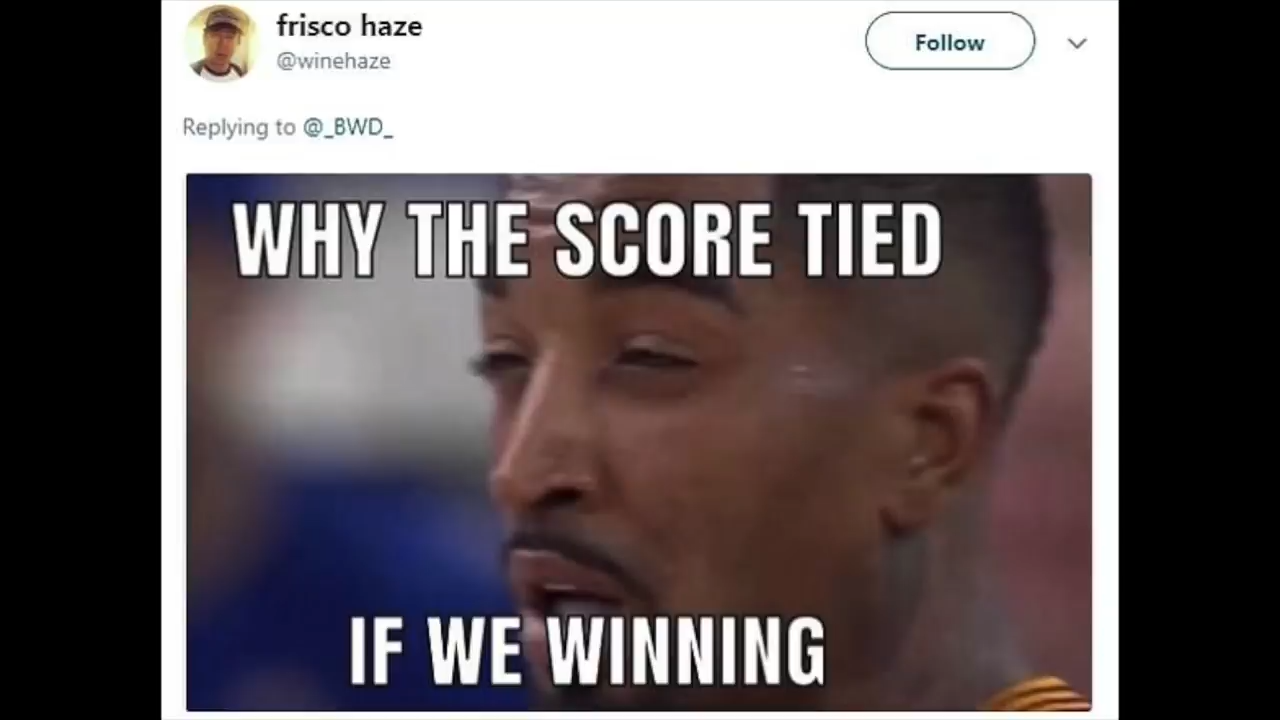 frisco haze
@winehaze
Follow
Replying to @_BWD_
WHY THE SCORE TIED
IF WE WINNING